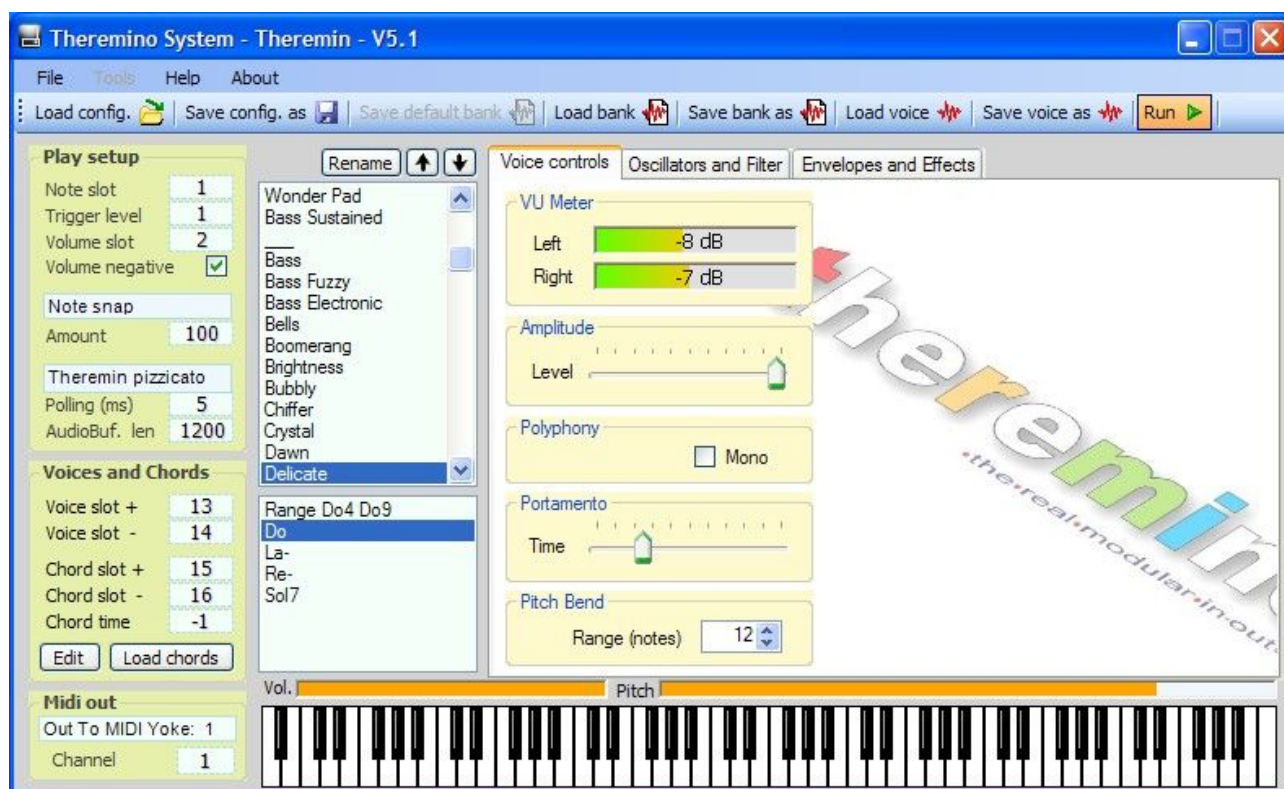 Theremino System - Theremin - V5.1
File Tools Help About
Load config. Save config. as Save default bank Load bank Save bank as Load voice Save voice as Run
Play setup
Note slot 1
Trigger level 1
Volume slot 2
Volume negative
Note snap
Amount 100
Theremin pizzicato
Polling (ms) 5
AudioBuf. len 1200
Voices and Chords
Voice slot + 13
Voice slot - 14
Chord slot + 15
Chord slot - 16
Chord time -1
Edit Load chords
Midi out
Out To MIDI Yoke: 1
Channel 1
Rename
Wonder Pad
Bass Sustained
___
Bass
Bass Fuzzy
Bass Electronic
Bells
Boomerang
Brightness
Bubbly
Chiffer
Crystal
Dawn
Delicate
Range Do4 Do9
Do
La-
Re-
Sol7
Voice controls Oscillators and Filter Envelopes and Effects
VU Meter
Left -8 dB
Right -7 dB
Amplitude
Level
Polyphony
Mono
Portamento
Time
Pitch Bend
Range (notes) 12
theremin
•the•real•modular•in•out
Vol. Pitch